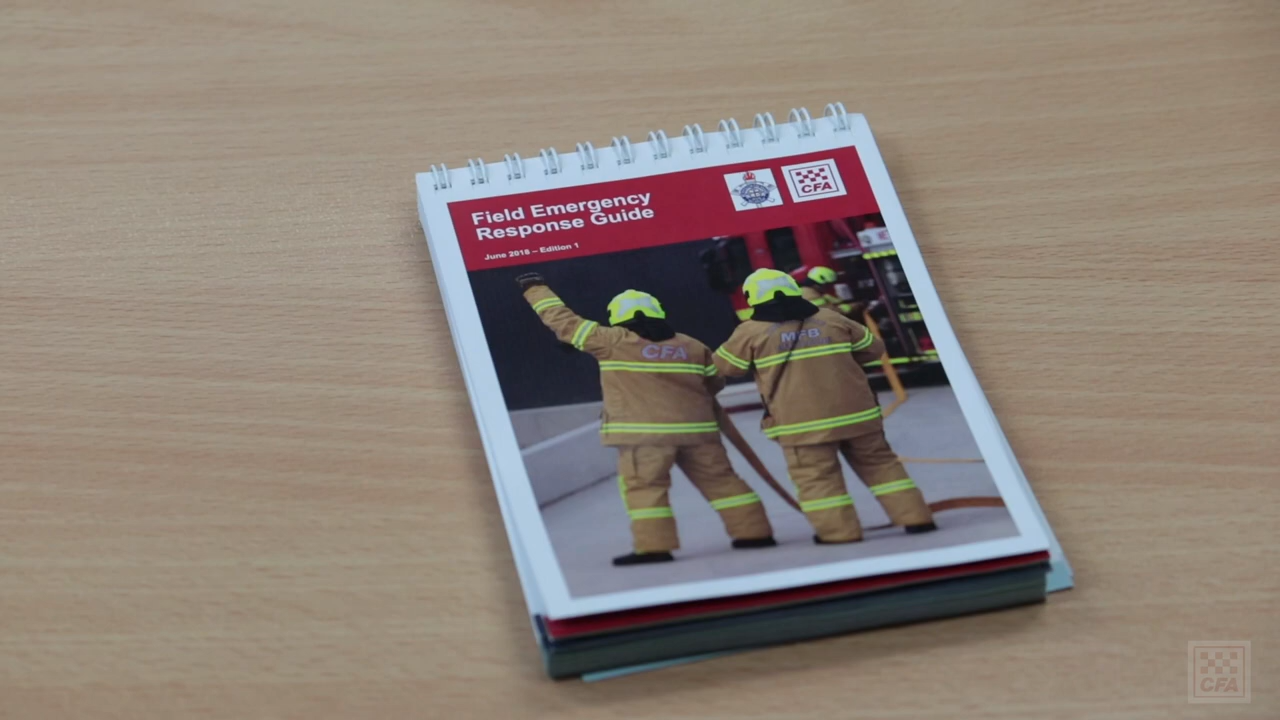 Field Emergency
Response Guide
June 2018 – Edition 1
CFA
CFA
MFB
CFA